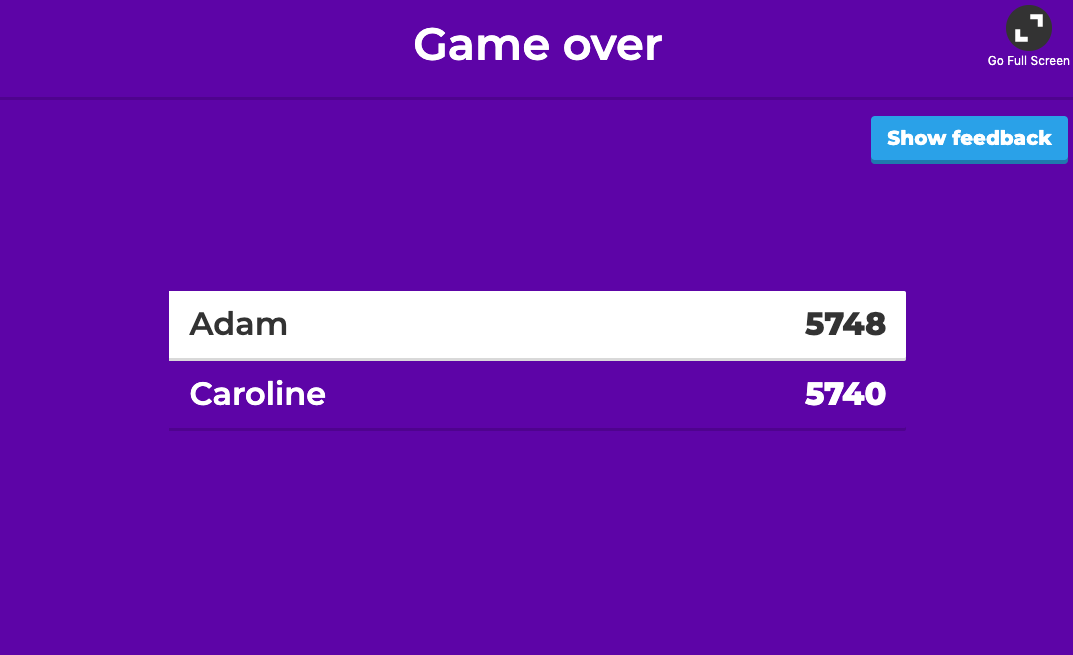 Game over
Go Full Screen
Show feedback
Adam 5748
Caroline 5740